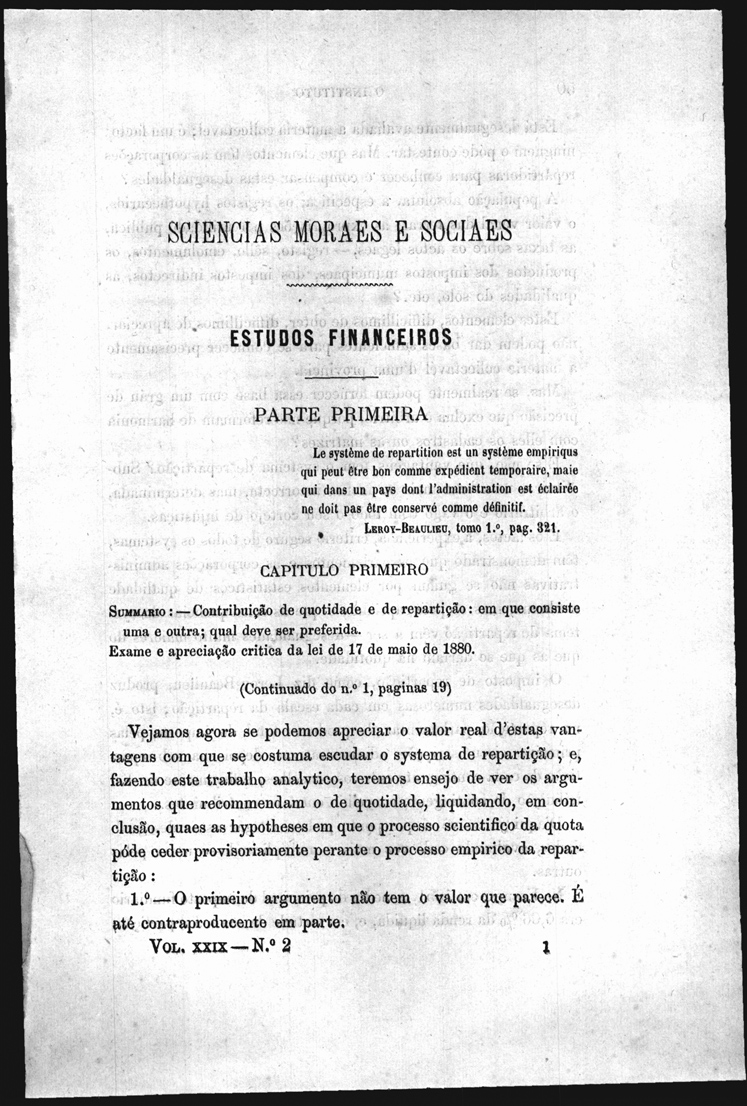 SCIENCIAS MORAES E SOCIAES
ESTUDOS FINANCEIROS
PARTE PRIMEIRA
Le système de repartition est un système empiriqus
qui peut être bon comme expédient temporaire, maie
qui dans un pays dont l'administration est éclairée
ne doit pas être conservé comme définitif.
LEROY-BEAULIEU, tomo 1.º, pag. 321.
CAPITULO PRIMEIRO
SUMMARIO: — Contribuição de quotidade e de repartição: em que consiste
uma e outra; qual deve ser preferida.
Exame e apreciação critica da lei de 17 de maio de 1880.
(Continuado do n.º 1, paginas 19)
Vejamos agora se podemos apreciar o valor real d'estas van-
tagens com que se costuma escudar o systema de repartição; e,
fazendo este trabalho analytico, teremos ensejo de ver os argu-
mentos que recommendam o de quotidade, liquidando, em con-
clusão, quaes as hypotheses em que o processo scientifico da quota
póde ceder provisoriamente perante o processo empirico da repar-
tição:
1.º — O primeiro argumento não tem o valor que parece. É
até contraproducente em parte.
VOL. XXIX — N.º 2 1